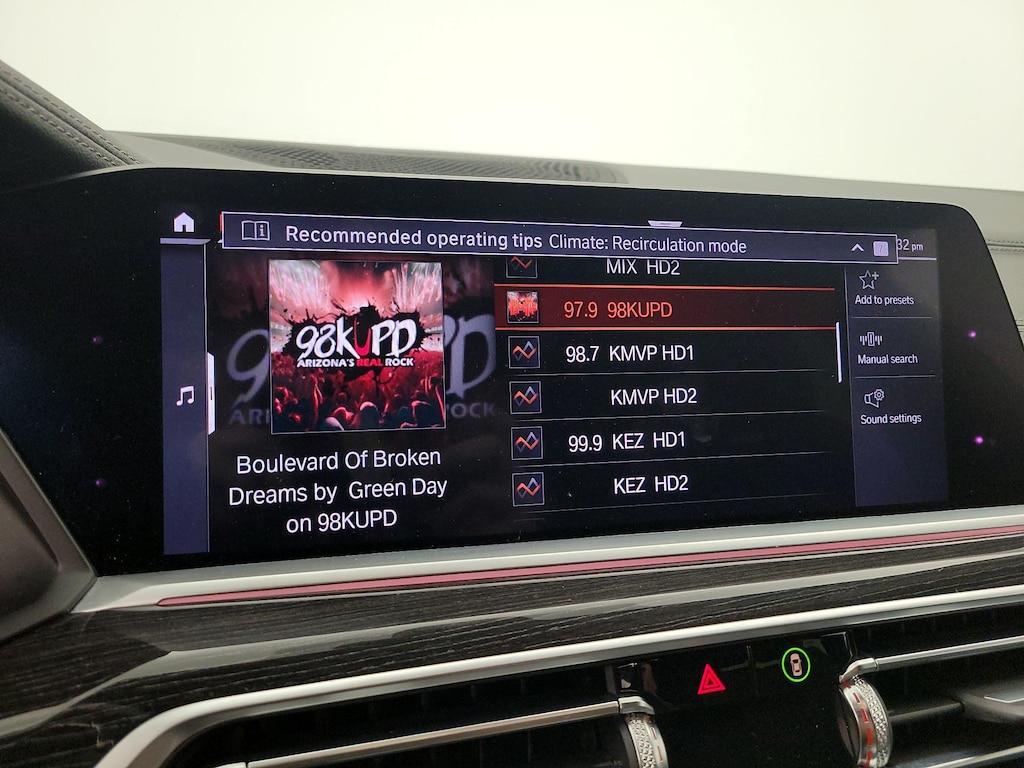 Recommended operating tips Climate: Recirculation mode
32 pm
98KUPD
ARIZONA'S REAL ROCK
Boulevard Of Broken
Dreams by Green Day
on 98KUPD
MIX HD2
97.9 98KUPD
98.7 KMVP HD1
KMVP HD2
99.9 KEZ HD1
KEZ HD2
Add to presets
Manual search
Sound settings